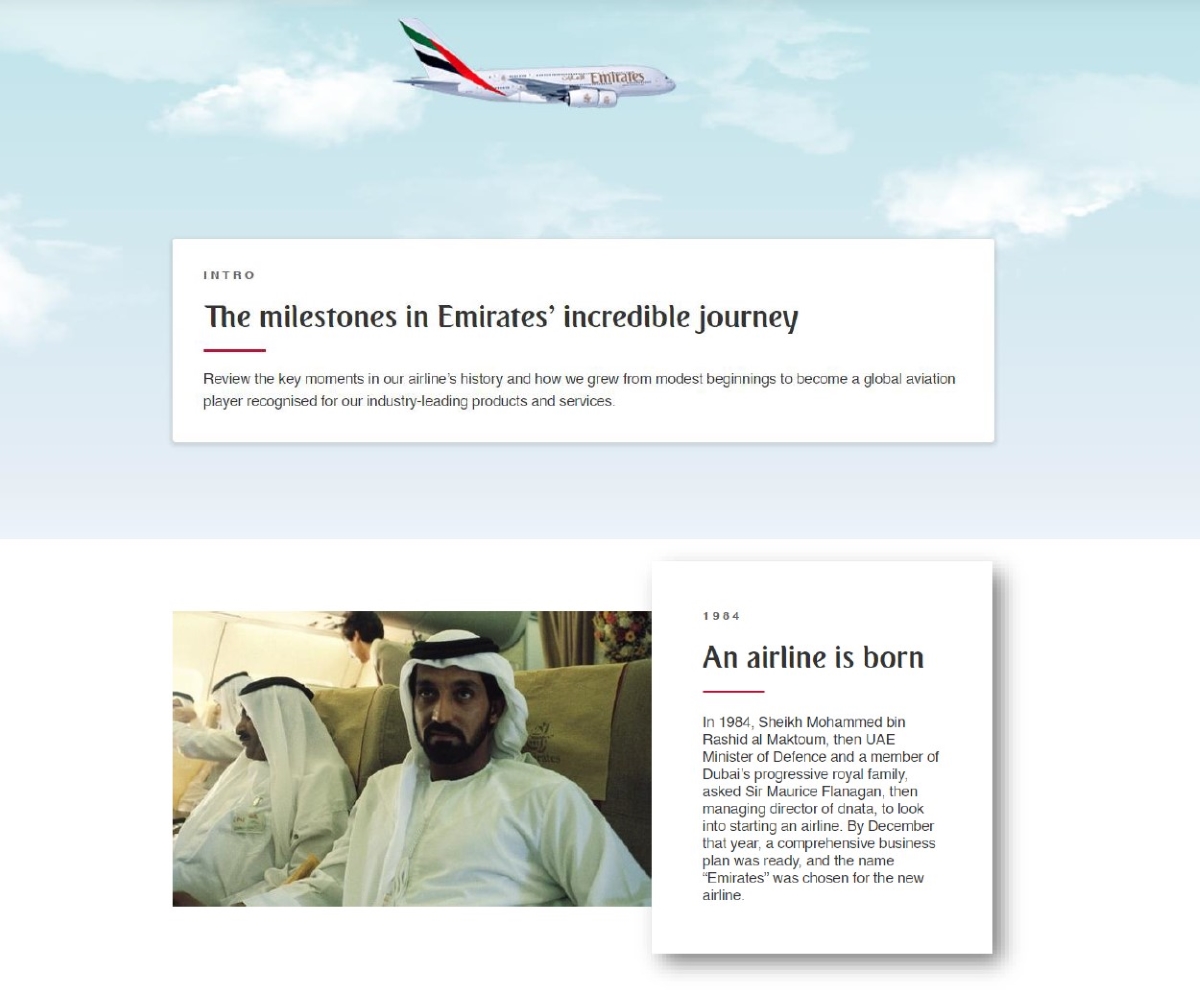 Emirates
INTRO
The milestones in Emirates’ incredible journey
Review the key moments in our airline’s history and how we grew from modest beginnings to become a global aviation
player recognised for our industry-leading products and services.
1984
An airline is born
In 1984, Sheikh Mohammed bin
Rashid al Maktoum, then UAE
Minister of Defence and a member of
Dubai’s progressive royal family,
asked Sir Maurice Flanagan, then
managing director of dnata, to look
into starting an airline. By December
that year, a comprehensive business
plan was ready, and the name
“Emirates” was chosen for the new
airline.